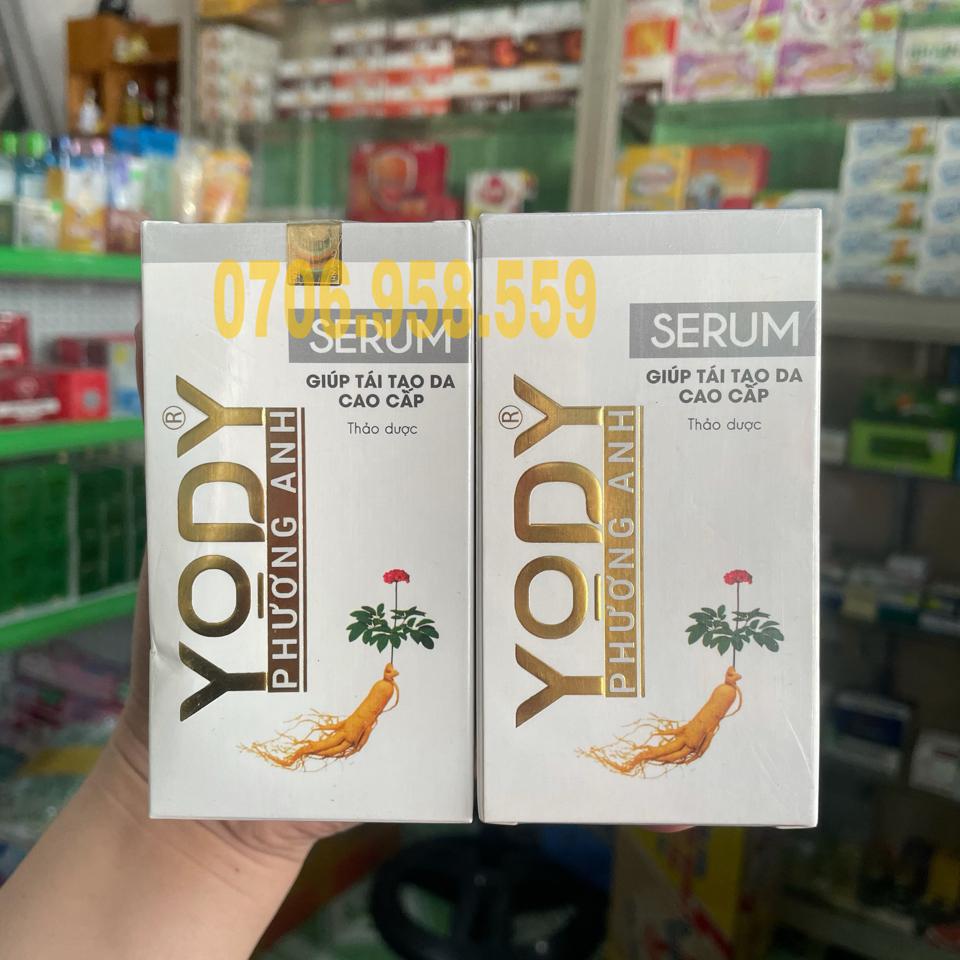 0706.958.559
SERUM
GIÚP TÁI TẠO DA
CAO CẤP
Thảo dược
YODY®
PHƯƠNG ANH
SERUM
GIÚP TÁI TẠO DA
CAO CẤP
Thảo dược
YODY®
PHƯƠNG ANH